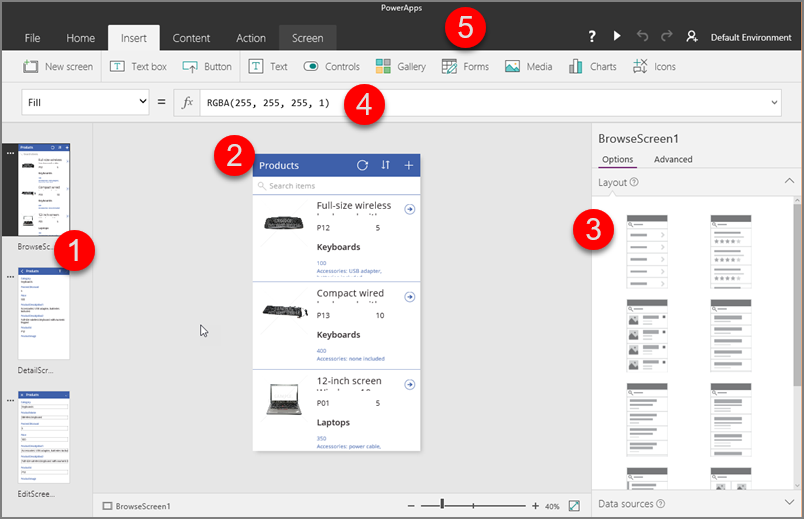 PowerApps
File Home Insert Content Action Screen 5 ? Default Environment
New screen Text box Button Text Controls Gallery Forms Media Charts Icons
Fill = fx RGBA(255, 255, 255, 1) 4
BrowseSc...
1
DetailScr...
EditScree...
2
Products
Search items
Full-size wireless
P12 5
Keyboards
100
Accessories: USB adapter,
Compact wired
P13 10
Keyboards
400
Accessories: none included
12-inch screen
P01 5
Laptops
350
Accessories: power cable,
BrowseScreen1
Options Advanced
Layout ?
3
Data sources ?
BrowseScreen1 − + 40%